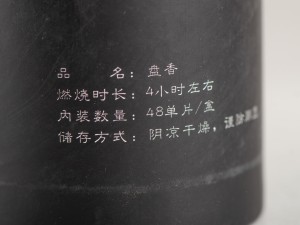 品 名：盘香
燃烧时长：4小时左右
内装数量：48单片/盒
储存方式：阴凉干燥，